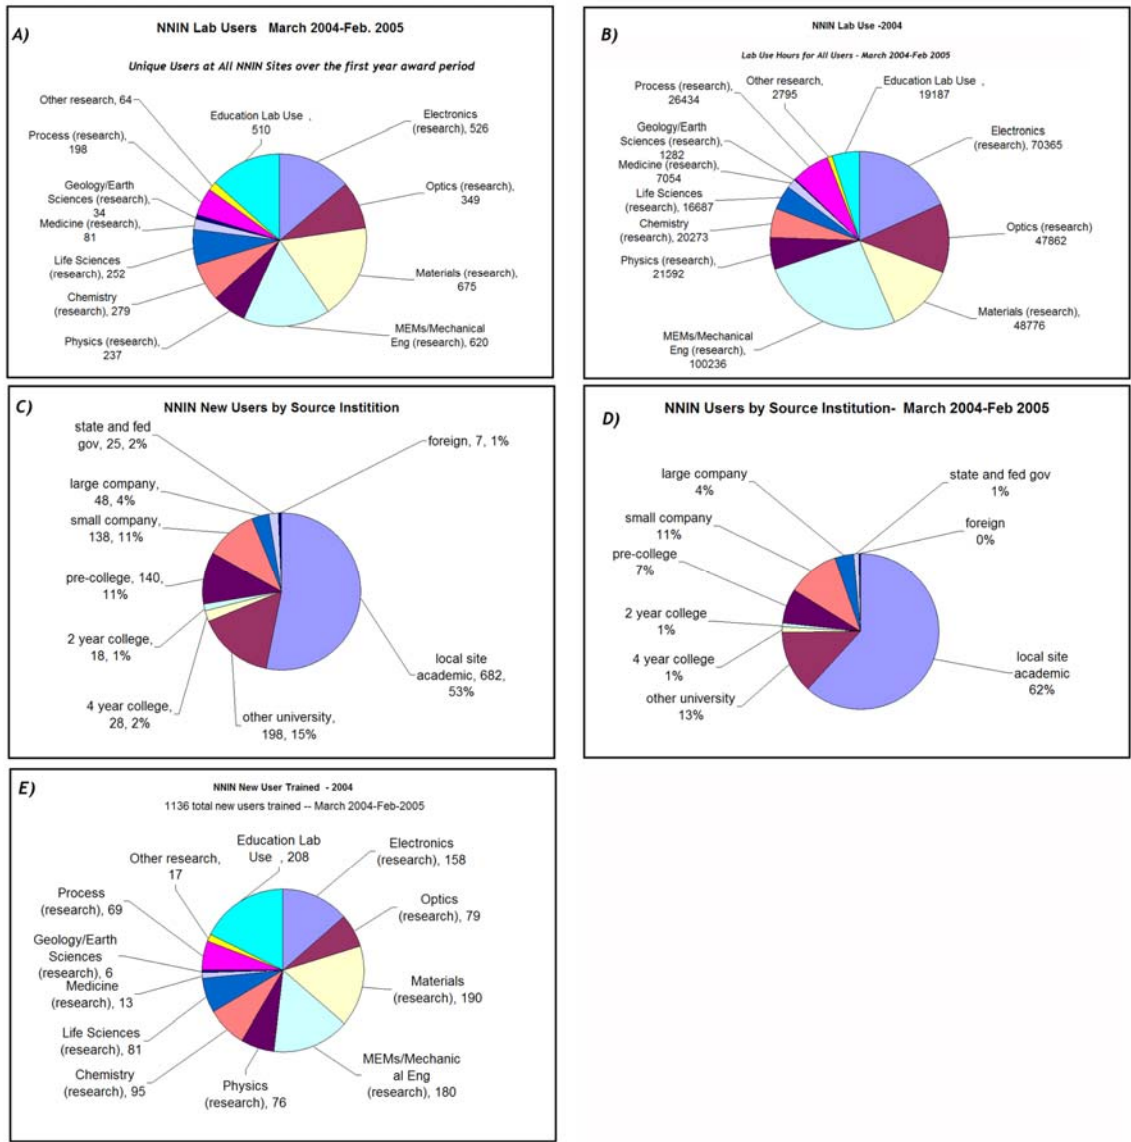 A)
NNIN Lab Users March 2004-Feb. 2005
Unique Users at All NNIN Sites over the first year award period
Other research, 64
Education Lab Use ,
510
Electronics
(research), 526
Process (research)
198
Optics (research),
349
Geology/Earth
Sciences (research)
34
Medicine (research)
81
Life Sciences
(research), 252
Materials (research),
675
Chemistry
(research), 279
MEMs/Mechanical
Eng (research), 620
Physics (research),
237
B)
NNIN Lab Use -2004
Lab Use Hours for All Users - March 2004-Feb 2005
Process (research),
26434
Other research,
2795
Education Lab Use ,
19187
Geology/Earth
Sciences (research),
1282
Electronics
(research), 70365
Medicine (research),
7054
Life Sciences
(research), 16687
Chemistry
(research), 20273
Optics (research)
47862
Physics (research),
21592
Materials (research),
48776
MEMs/Mechanical
Eng (research),
100236
C)
NNIN New Users by Source Institition
state and fed
gov, 25, 2%
foreign, 7, 1%
large company,
48, 4%
small company,
138, 11%
pre-college, 140,
11%
2 year college,
18, 1%
local site
academic, 682,
53%
4 year college,
28, 2%
other university,
198, 15%
D)
NNIN Users by Source Institution- March 2004-Feb 2005
large company
4%
state and fed gov
1%
small company
11%
foreign
0%
pre-college
7%
2 year college
1%
4 year college
1%
local site
academic
62%
other university
13%
E)
NNIN New User Trained - 2004
1136 total new users trained -- March 2004-Feb-2005
Education Lab
Use , 208
Electronics
(research), 158
Other research,
17
Process
(research), 69
Optics
(research), 79
Geology/Earth
Sciences
(research), 6
Medicine
(research), 13
Materials
(research), 190
Life Sciences
(research), 81
Chemistry
(research), 95
Physics
(research), 76
MEMs/Mechanic
al Eng
(research), 180